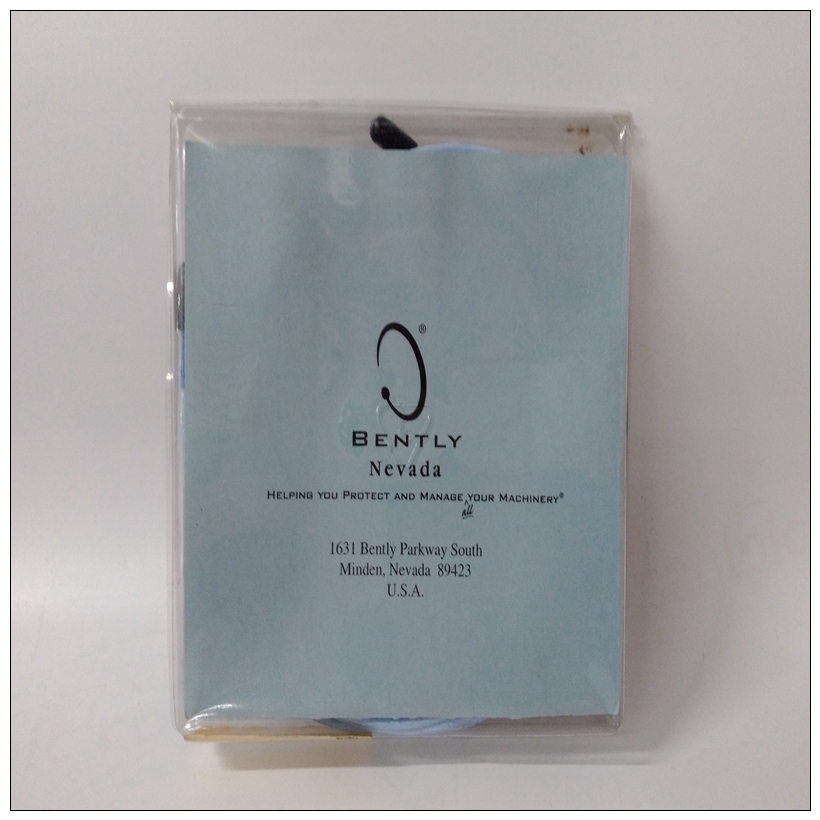 ®
BENTLY
Nevada
HELPING YOU PROTECT AND MANAGE ^ YOUR MACHINERY®
all
1631 Bently Parkway South
Minden, Nevada 89423
U.S.A.